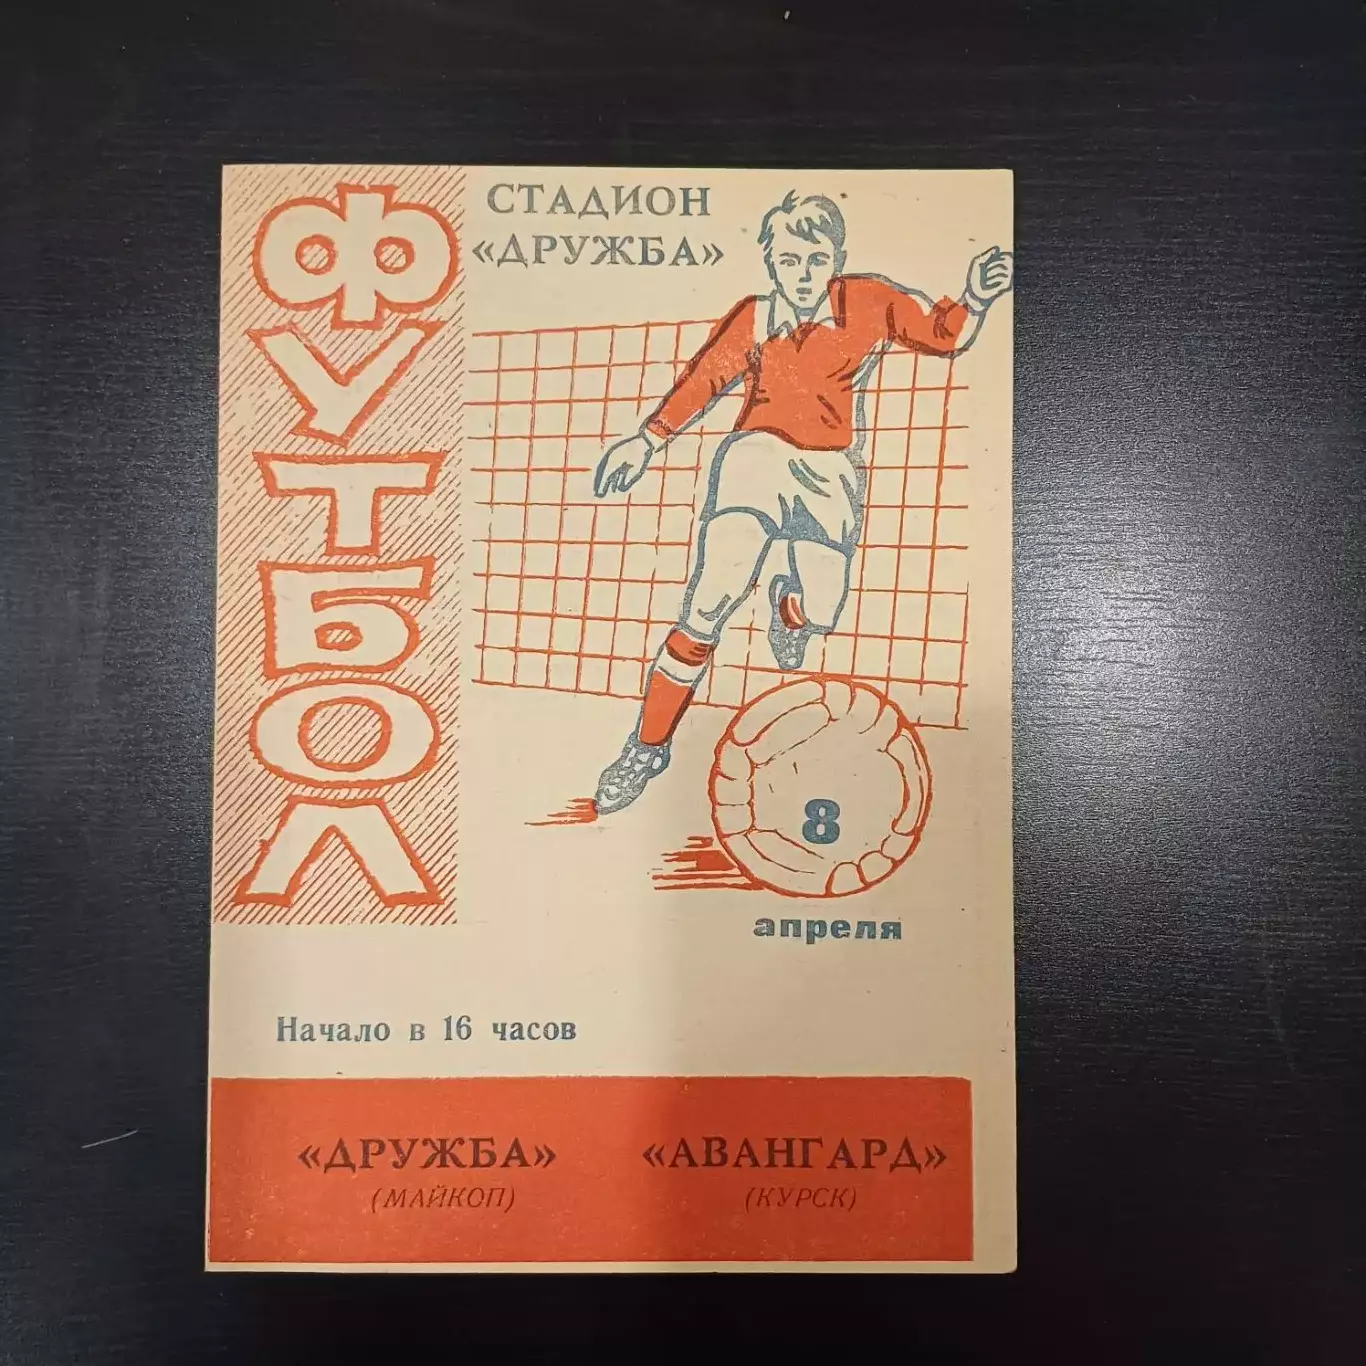 ФУТБОЛ
СТАДИОН
«ДРУЖБА»
8
апреля
Начало в 16 часов
«ДРУЖБА» «АВАНГАРД»
(МАЙКОП) (КУРСК)